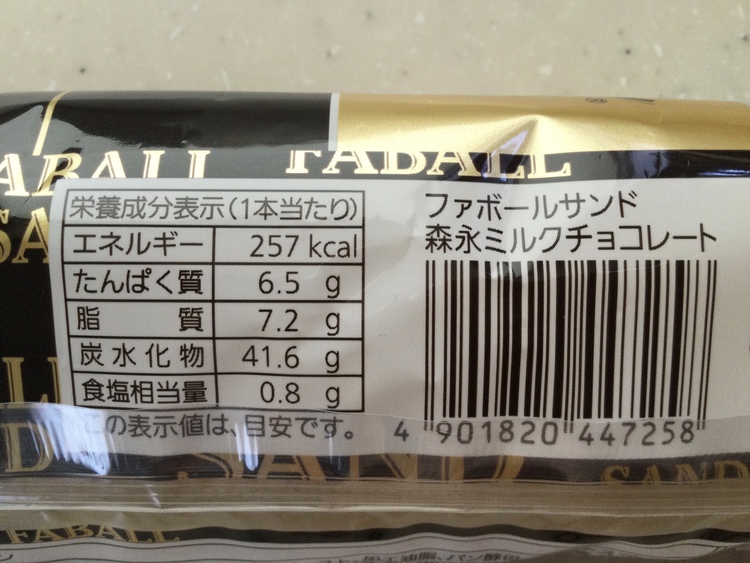 FABALL
FABALL
栄養成分表示(1本当たり)
エネルギー 257 kcal
たんぱく質 6.5 g
脂質 7.2 g
炭水化物 41.6 g
食塩相当量 0.8 g
この表示値は、目安です。
ファボールサンド
森永ミルクチョコレート
4 901820 447258
SAND
SAND
FABALL